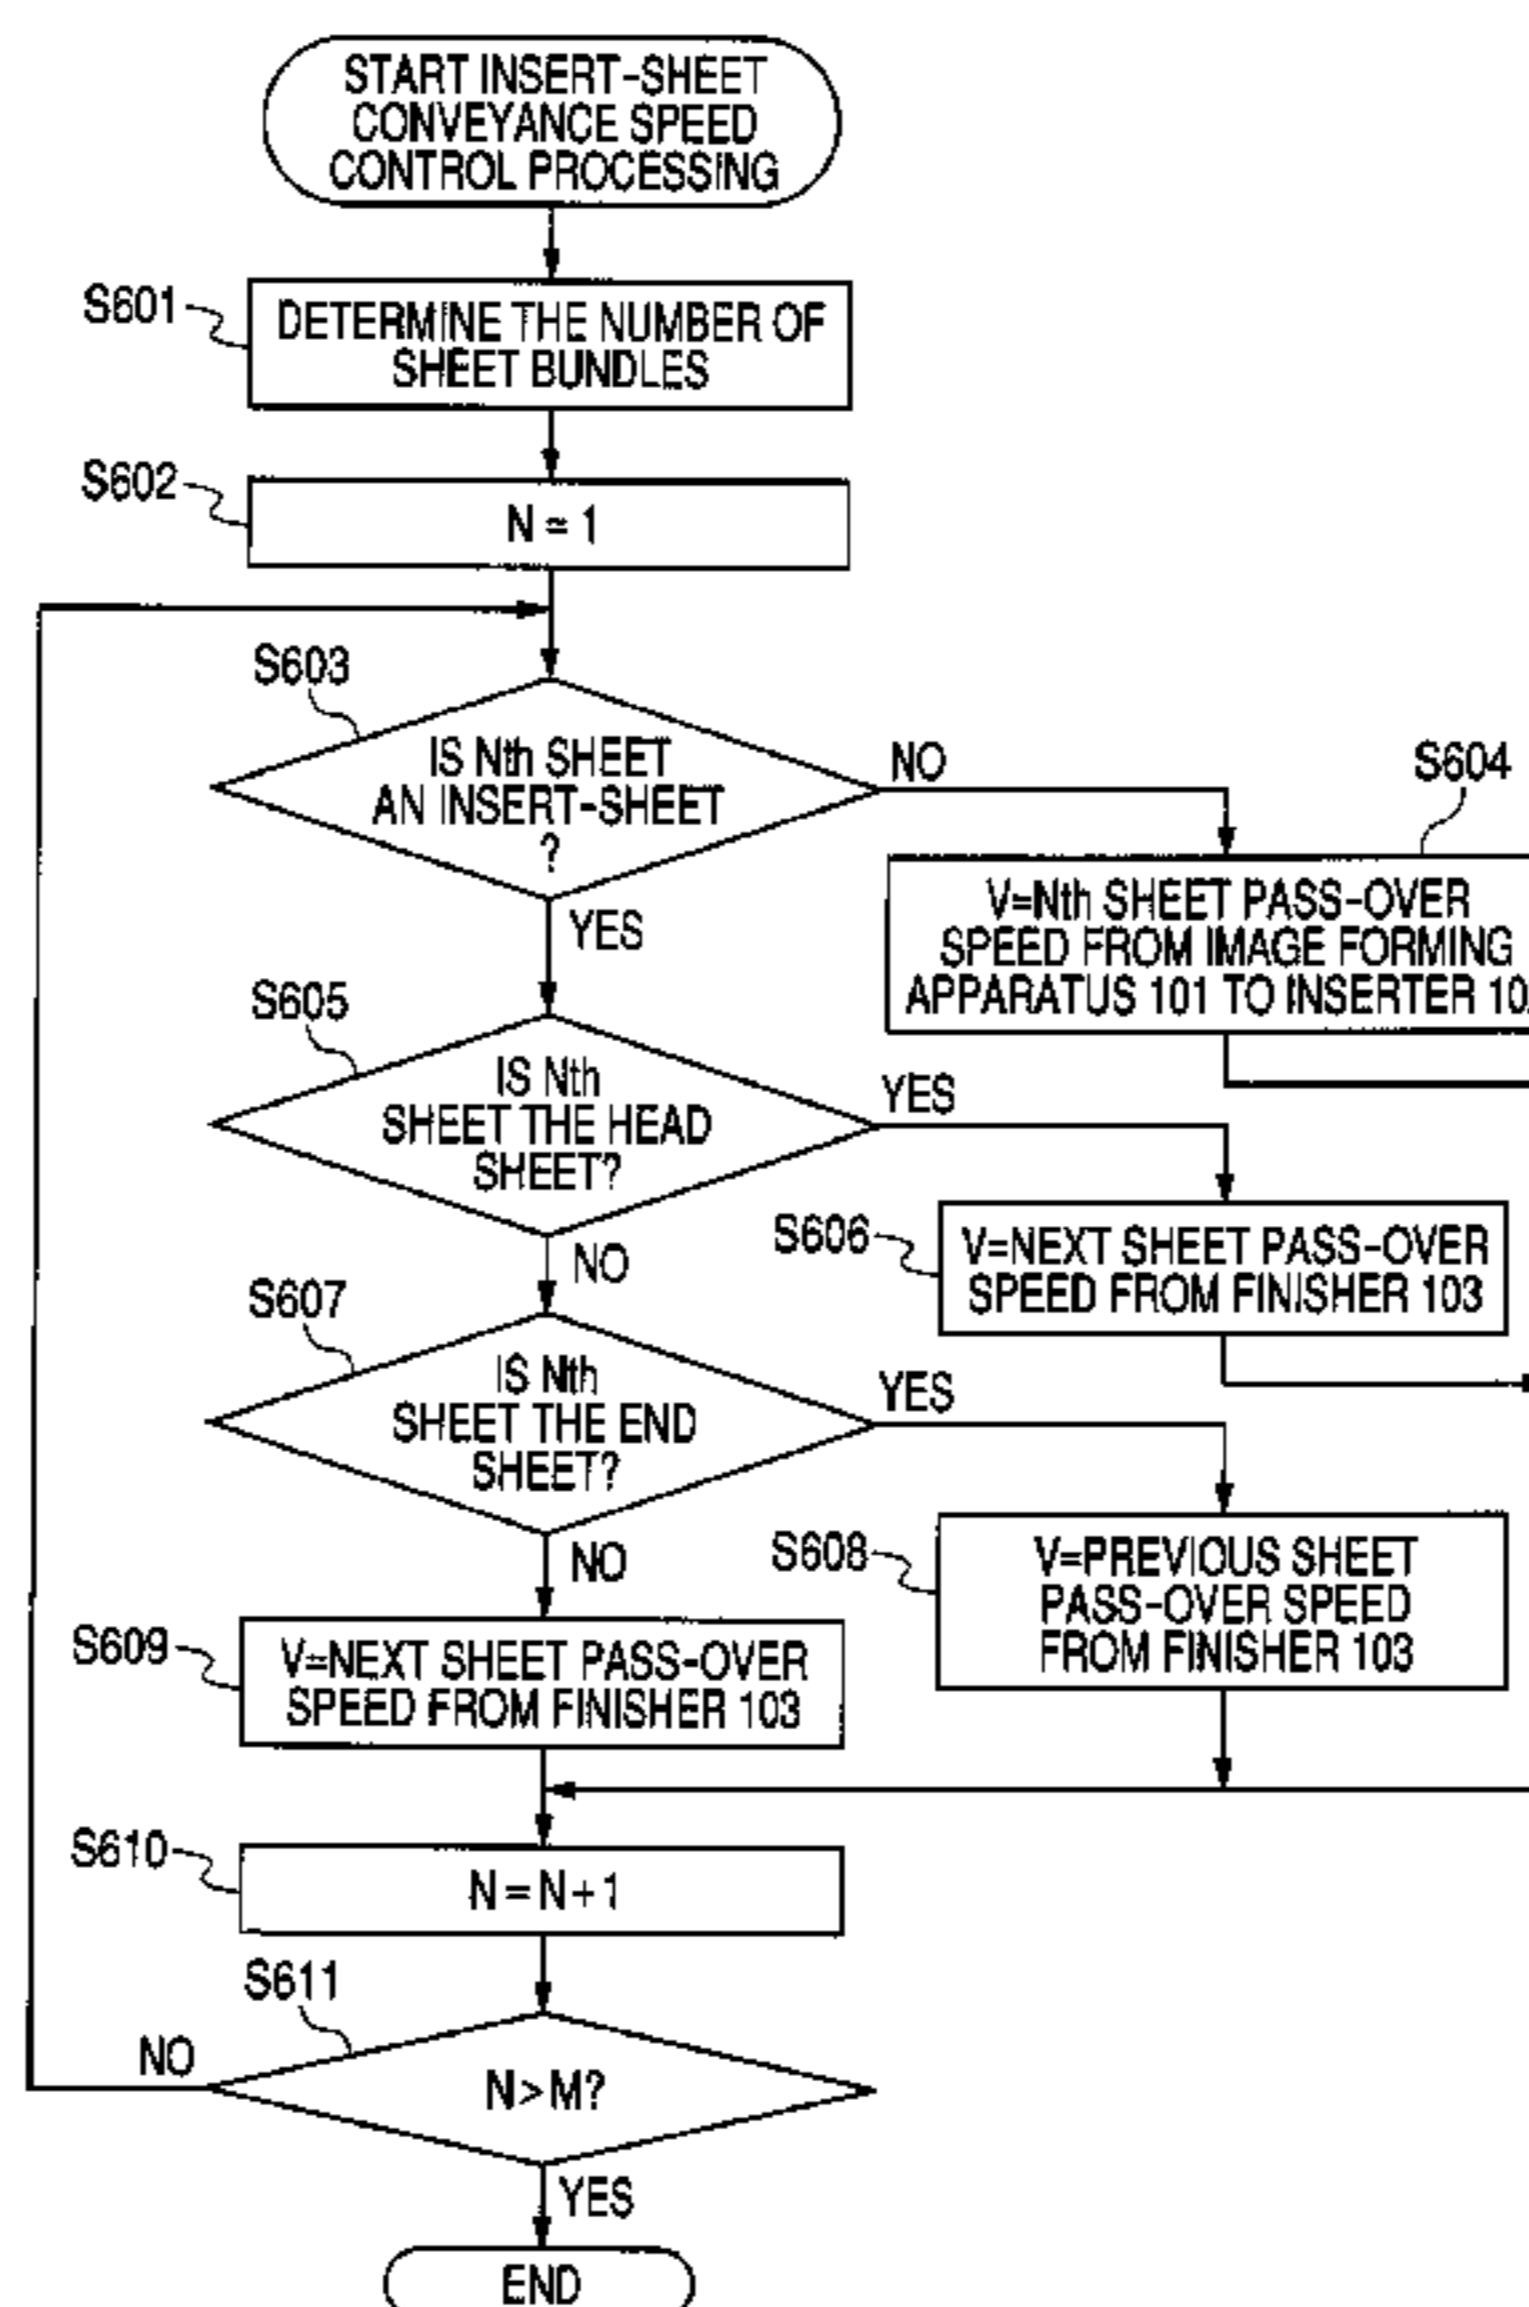 START INSERT-SHEET
CONVEYANCE SPEED
CONTROL PROCESSING
S601
DETERMINE THE NUMBER OF
SHEET BUNDLES
S602
N = 1
S603
IS Nth SHEET
AN INSERT-SHEET
?
NO
YES
S604
V=Nth SHEET PASS-OVER
SPEED FROM IMAGE FORMING
APPARATUS 101 TO INSERTER
S605
IS Nth
SHEET THE HEAD
SHEET?
YES
NO
S606
V=NEXT SHEET PASS-OVER
SPEED FROM FINISHER 103
S607
IS Nth
SHEET THE END
SHEET?
YES
NO
S608
V=PREVIOUS SHEET
PASS-OVER SPEED
FROM FINISHER 103
S609
V=NEXT SHEET PASS-OVER
SPEED FROM FINISHER 103
S610
N = N + 1
S611
NO
N > M?
YES
END